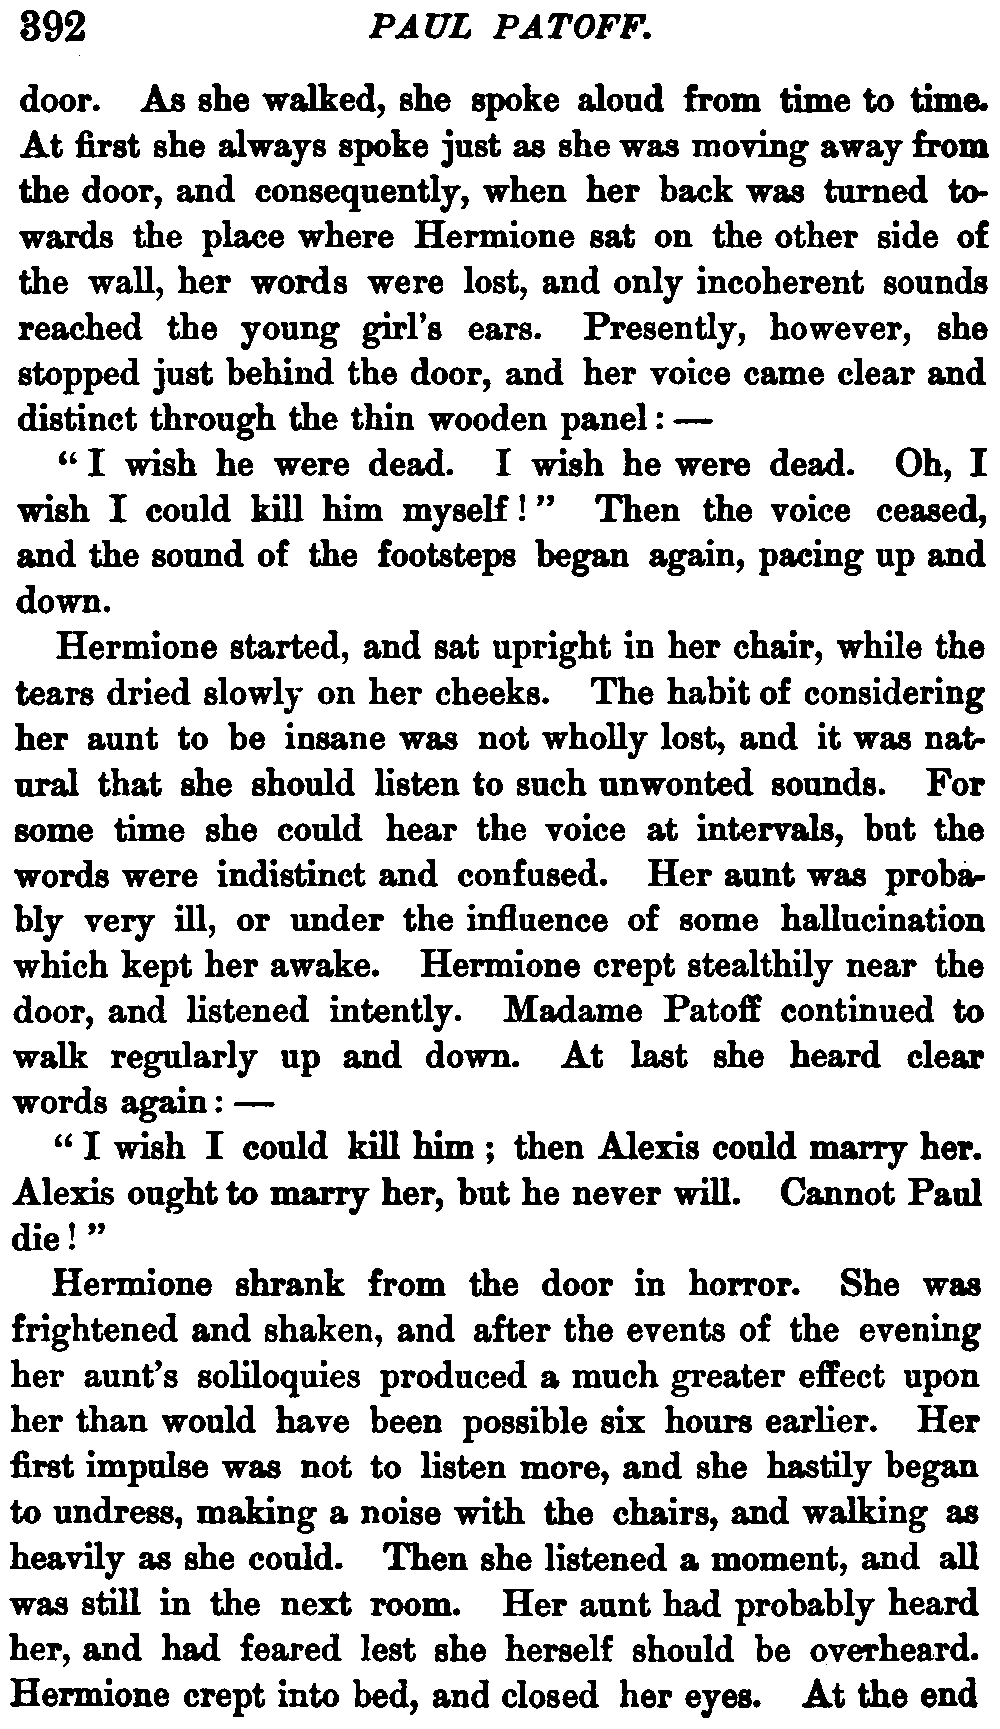 392 PAUL PATOFF.
door. As she walked, she spoke aloud from time to time.
At first she always spoke just as she was moving away from
the door, and consequently, when her back was turned to-
wards the place where Hermione sat on the other side of
the wall, her words were lost, and only incoherent sounds
reached the young girl's ears. Presently, however, she
stopped just behind the door, and her voice came clear and
distinct through the thin wooden panel: —
"I wish he were dead. I wish he were dead. Oh, I
wish I could kill him myself!" Then the voice ceased,
and the sound of the footsteps began again, pacing up and
down.
Hermione started, and sat upright in her chair, while the
tears dried slowly on her cheeks. The habit of considering
her aunt to be insane was not wholly lost, and it was nat-
ural that she should listen to such unwonted sounds. For
some time she could hear the voice at intervals, but the
words were indistinct and confused. Her aunt was proba-
bly very ill, or under the influence of some hallucination
which kept her awake. Hermione crept stealthily near the
door, and listened intently. Madame Patoff continued to
walk regularly up and down. At last she heard clear
words again: —
"I wish I could kill him; then Alexis could marry her.
Alexis ought to marry her, but he never will. Cannot Paul
die!"
Hermione shrank from the door in horror. She was
frightened and shaken, and after the events of the evening
her aunt's soliloquies produced a much greater effect upon
her than would have been possible six hours earlier. Her
first impulse was not to listen more, and she hastily began
to undress, making a noise with the chairs, and walking as
heavily as she could. Then she listened a moment, and all
was still in the next room. Her aunt had probably heard
her, and had feared lest she herself should be overheard.
Hermione crept into bed, and closed her eyes. At the end